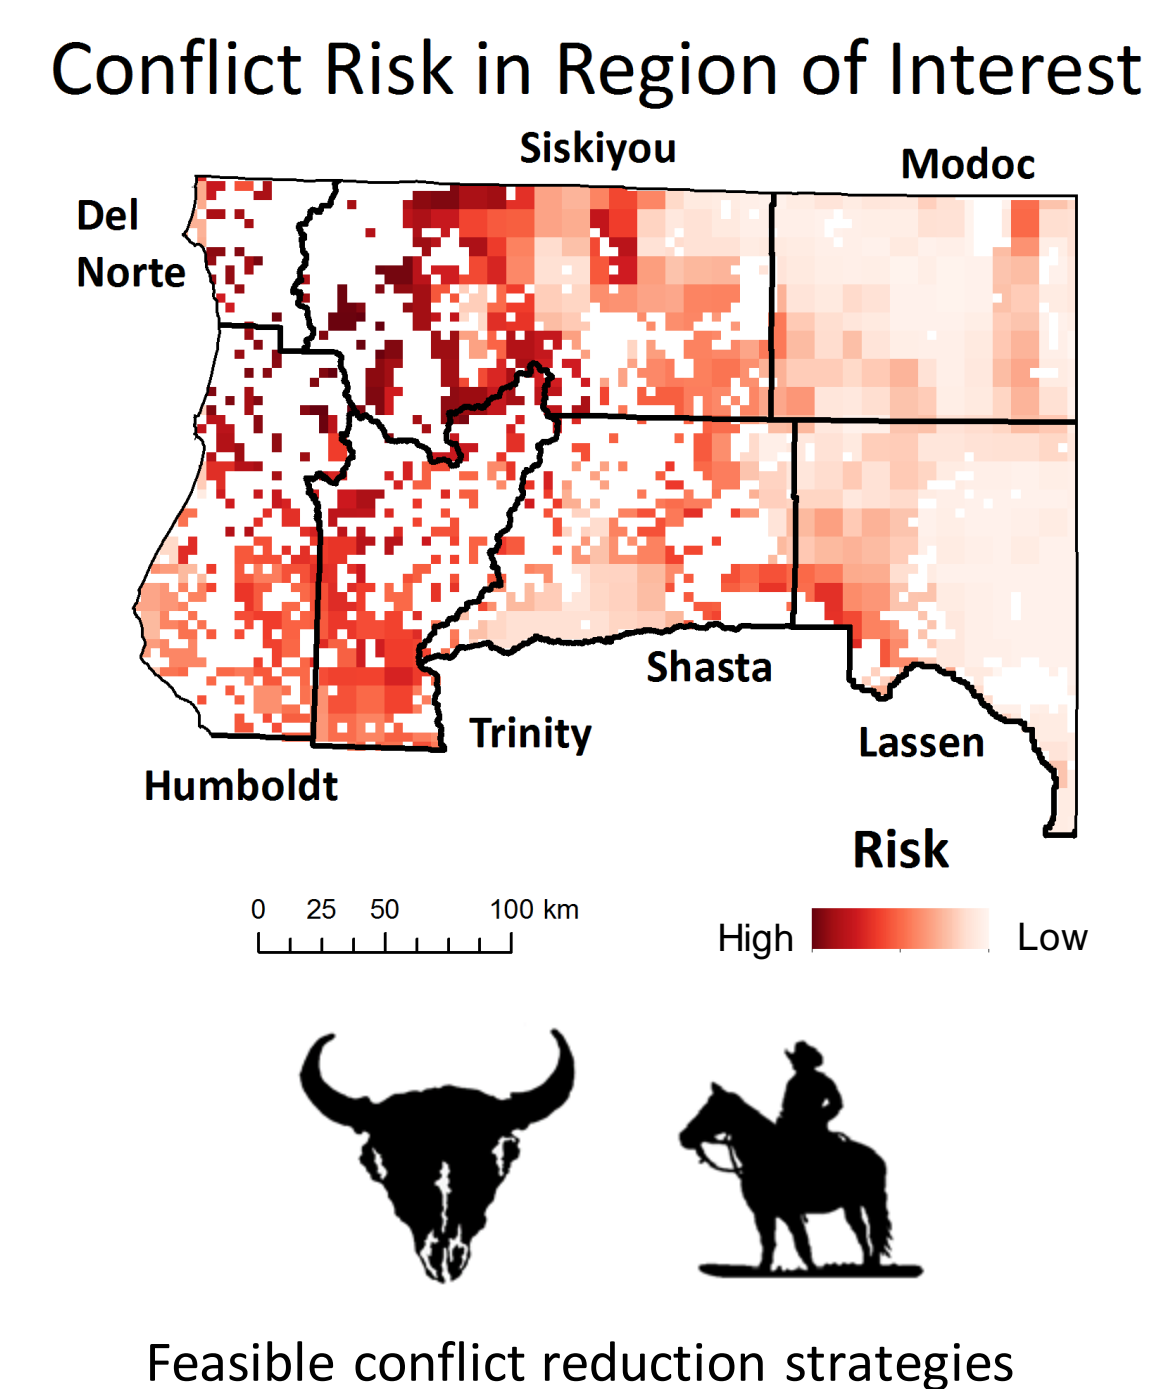 Conflict Risk in Region of Interest
Siskiyou
Modoc
Del
Norte
Shasta
Trinity
Lassen
Humboldt
Risk
0 25 50 100 km
High Low
Feasible conflict reduction strategies